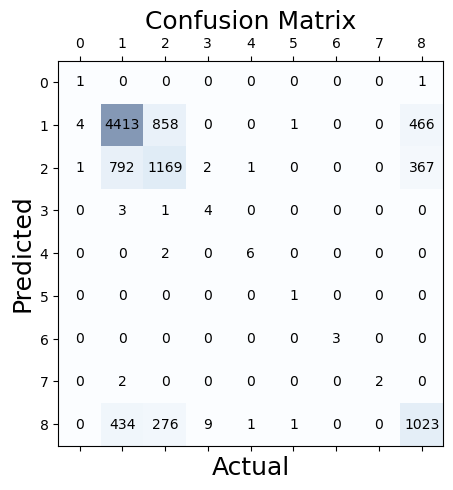 Confusion Matrix
0 1 2 3 4 5 6 7 8
0 1 0 0 0 0 0 0 0 1
1 4 4413 858 0 0 1 0 0 466
2 1 792 1169 2 1 0 0 0 367
3 0 3 1 4 0 0 0 0 0
4 0 0 2 0 6 0 0 0 0
5 0 0 0 0 0 1 0 0 0
6 0 0 0 0 0 0 3 0 0
7 0 2 0 0 0 0 0 2 0
8 0 434 276 9 1 1 0 0 1023
Predicted
Actual